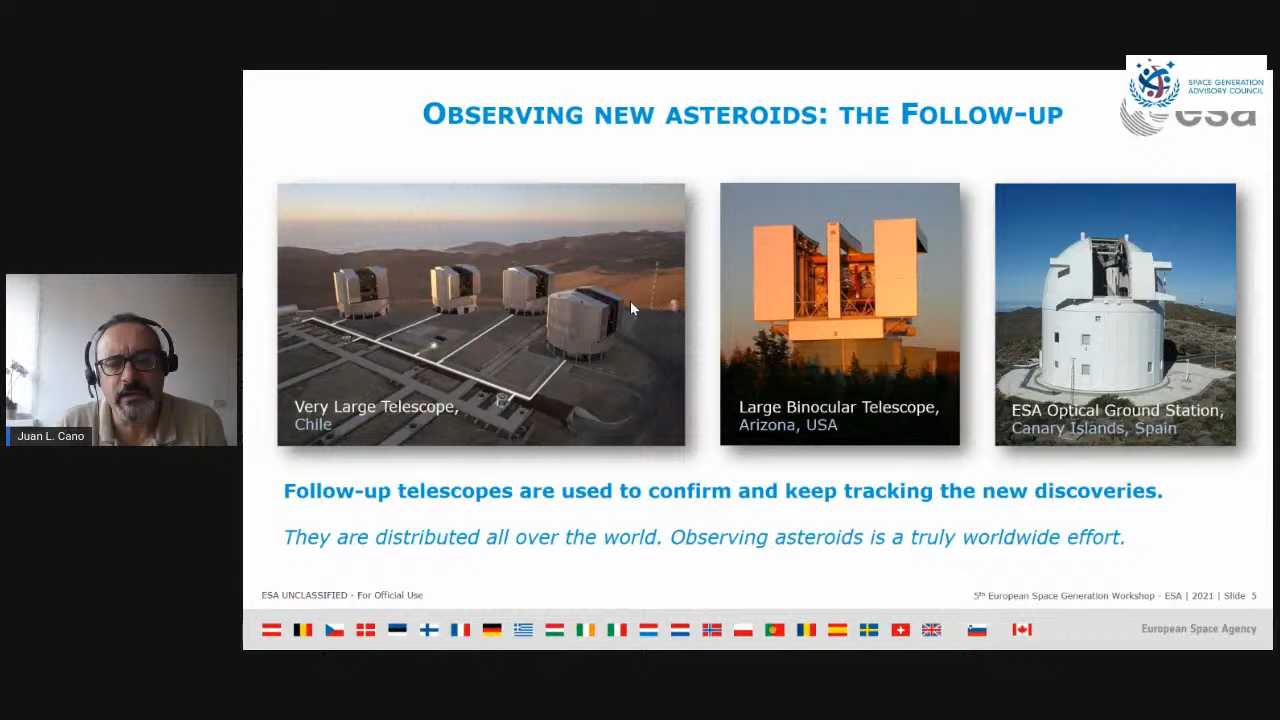 SPACE GENERATION
ADVISORY COUNCIL
esa
OBSERVING NEW ASTEROIDS: THE FOLLOW-UP
Very Large Telescope,
Chile
Large Binocular Telescope,
Arizona, USA
ESA Optical Ground Station,
Canary Islands, Spain
Juan L. Cano
Follow-up telescopes are used to confirm and keep tracking the new discoveries.
They are distributed all over the world. Observing asteroids is a truly worldwide effort.
ESA UNCLASSIFIED - For Official Use
5th European Space Generation Workshop - ESA | 2021 | Slide 5
European Space Agency